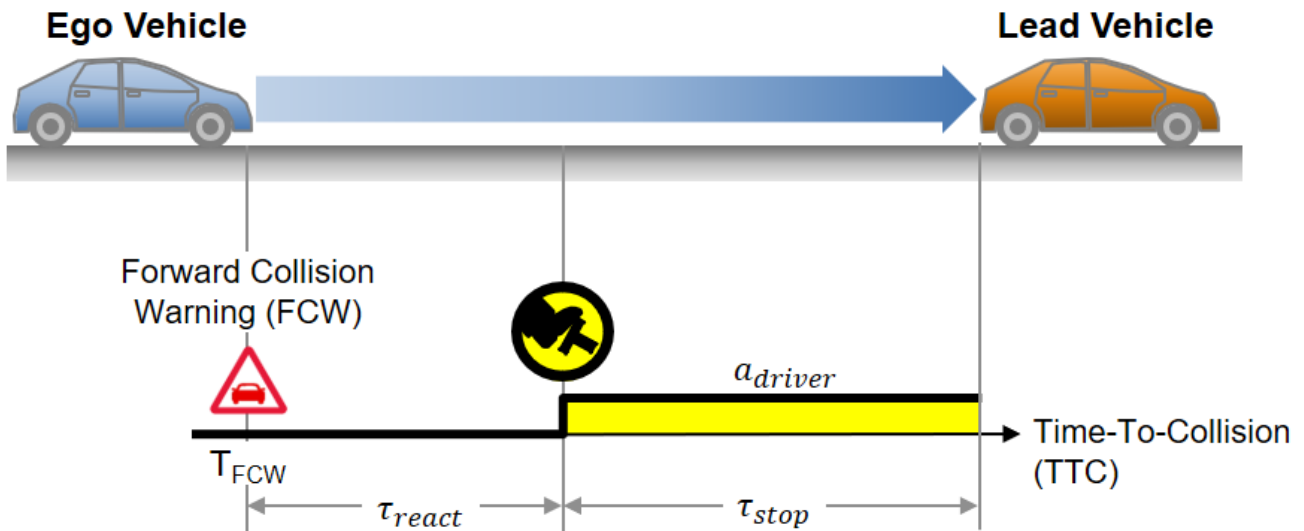 Ego Vehicle
Lead Vehicle
Forward Collision
Warning (FCW)
a_driver
T_FCW
Time-To-Collision
(TTC)
τ_react
τ_stop